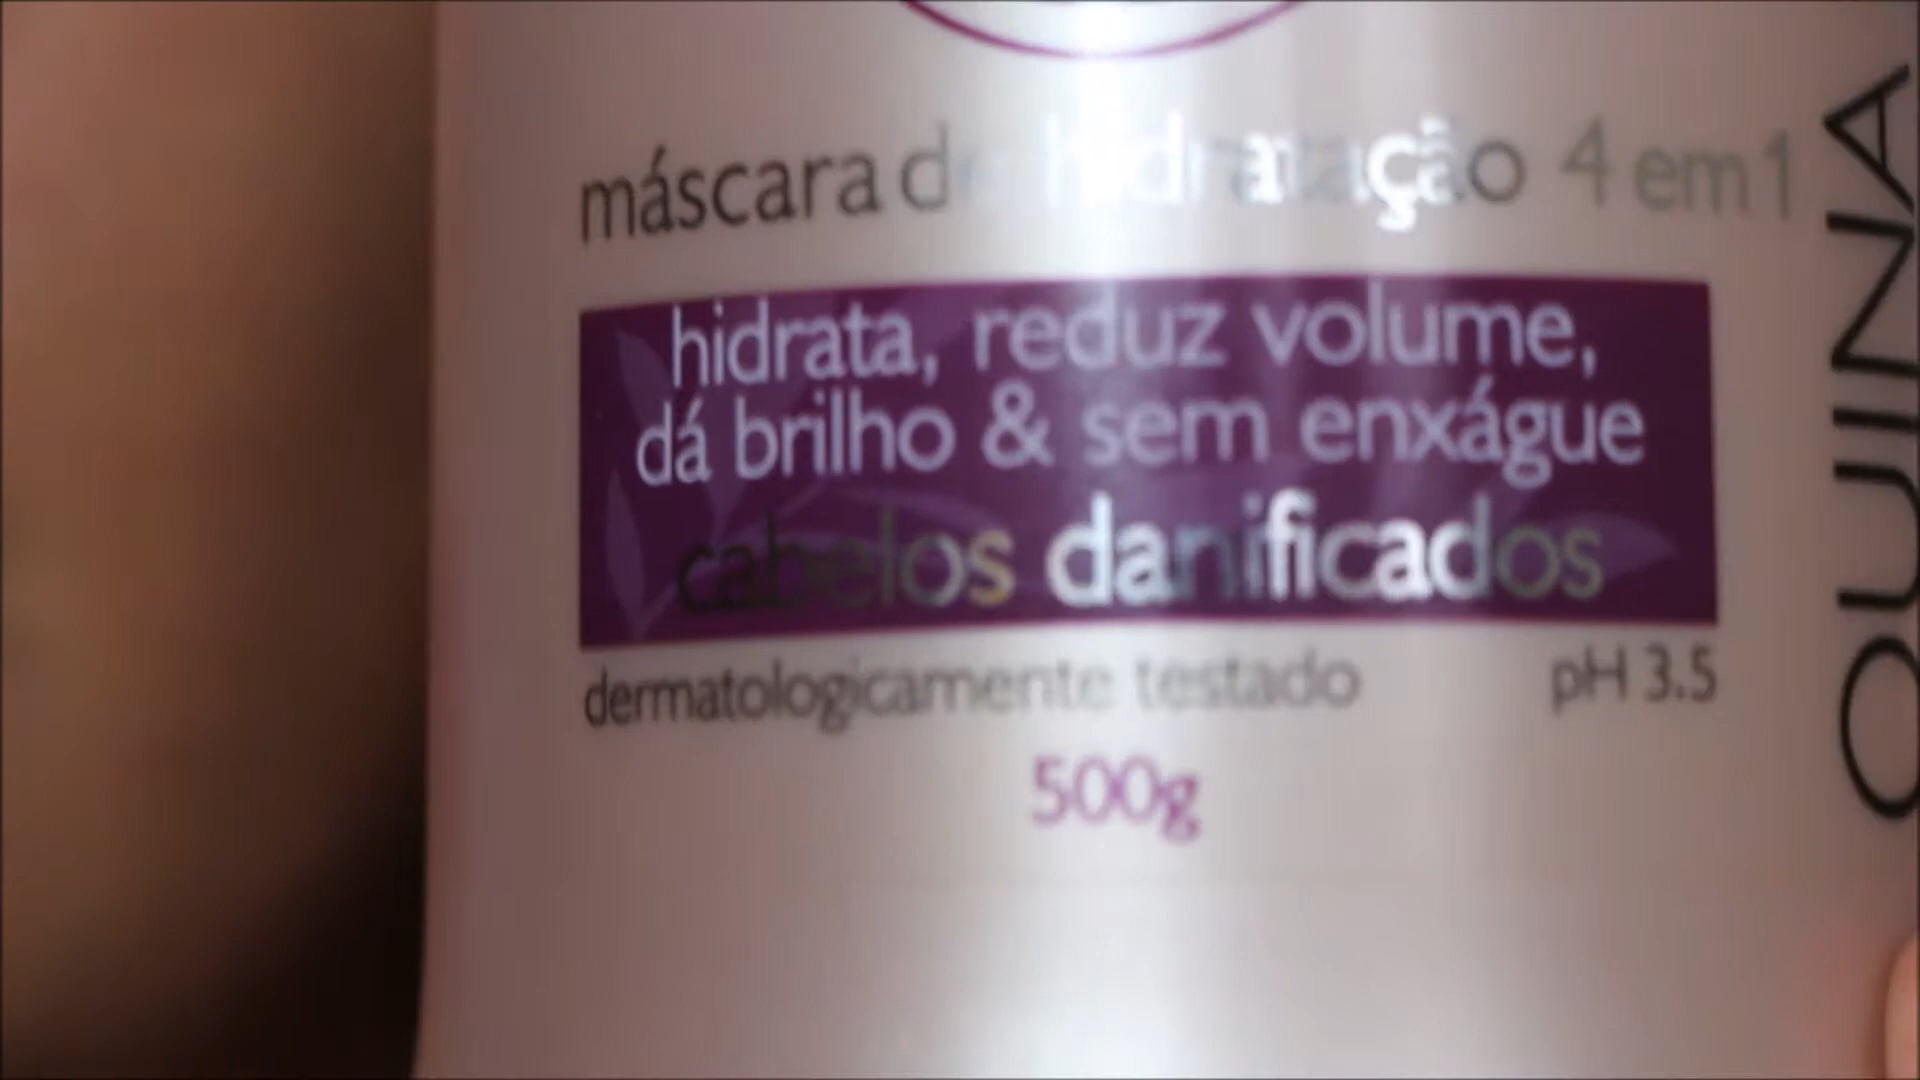 máscara de hidratação 4 em 1
hidrata, reduz volume,
dá brilho & sem enxágue
cabelos danificados
dermatologicamente testado pH 3.5
500g
QUINA